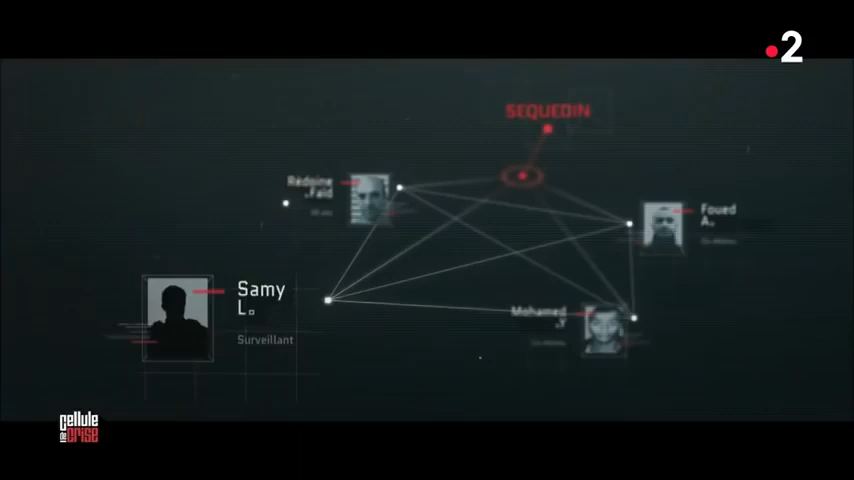 2
SEQUEDIN
Rédoine
Faïd
Foued
A.
Samy
L.
Surveillant
Mohamed
.Y
cellule
de
crise